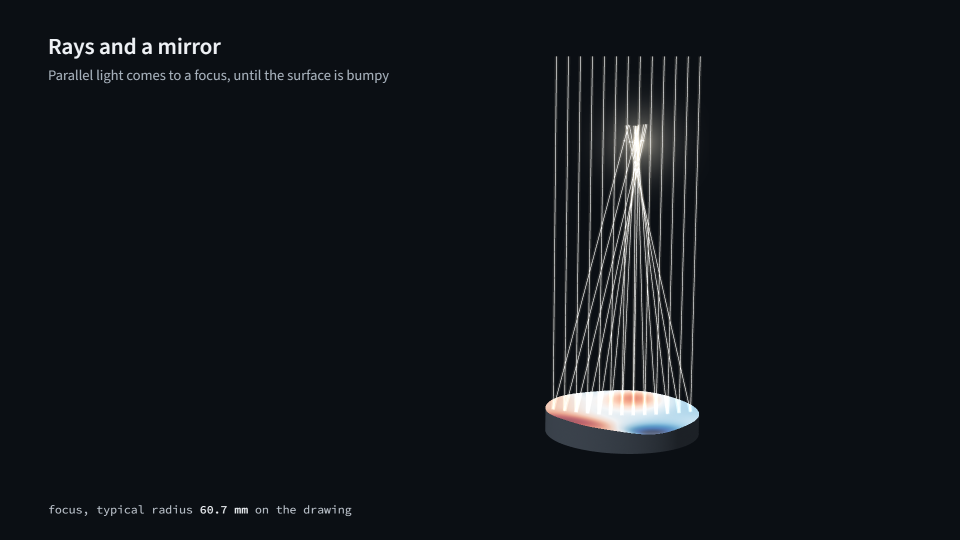 Rays and a mirror
Parallel light comes to a focus, until the surface is bumpy
focus, typical radius 60.7 mm on the drawing